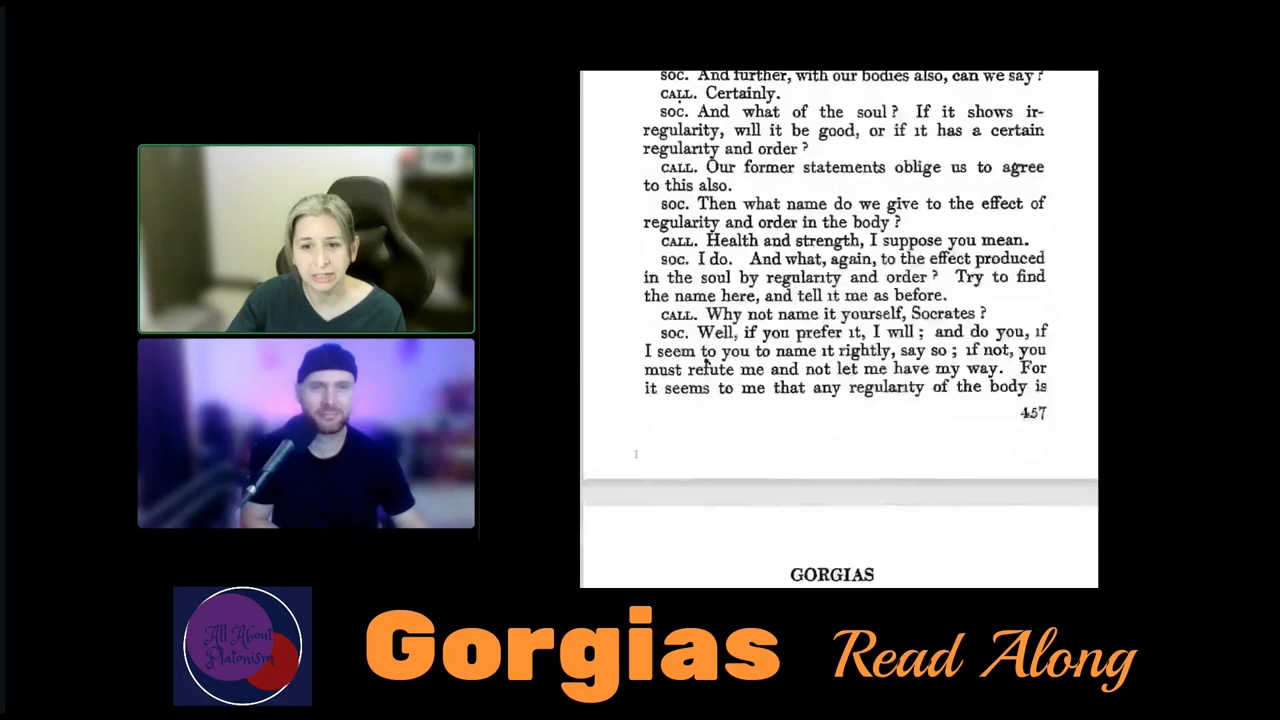 soc. And further, with our bodies also, can we say ?
CALL. Certainly.
soc. And what of the soul ? If it shows ir-
regularity, will it be good, or if it has a certain
regularity and order ?
CALL. Our former statements oblige us to agree
to this also.
soc. Then what name do we give to the effect of
regularity and order in the body ?
CALL. Health and strength, I suppose you mean.
soc. I do. And what, again, to the effect produced
in the soul by regularity and order ? Try to find
the name here, and tell it me as before.
CALL. Why not name it yourself, Socrates ?
soc. Well, if you prefer it, I will ; and do you, if
I seem to you to name it rightly, say so ; if not, you
must refute me and not let me have my way. For
it seems to me that any regularity of the body is
457
GORGIAS
All About
Platonism
Gorgias Read Along